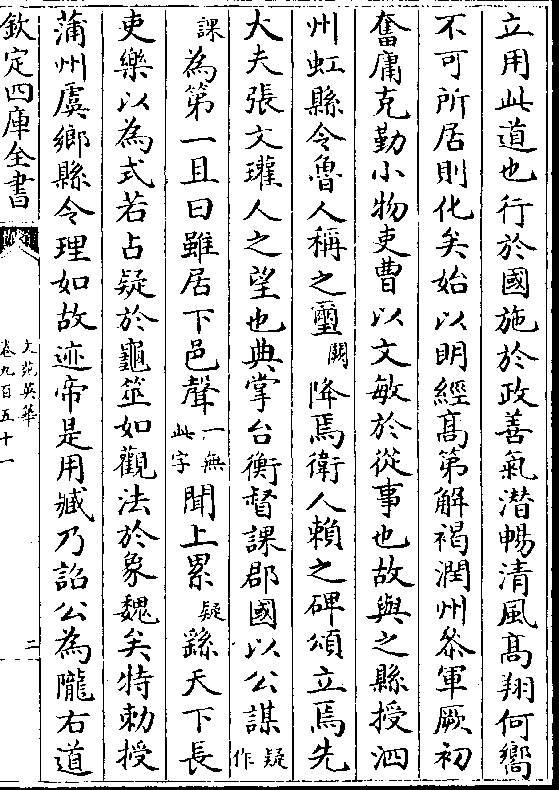 立用此道也行於國施於政善氣潛暢清風髙翔何嚮
不可所居則化矣始以明經髙第解褐潤州叅軍厥初
奮庸克勤小物吏曹以文敏於從事也故與之縣授泗
州虹縣令魯人稱之璽闕降焉衛人賴之碑頌立焉先
大夫張文瓘人之望也典掌台衡督課郡國以公謀疑作
課為第一且曰雖居下邑聲一無此字聞上累疑繇天下長
吏樂以為式若占疑於龜筮如觀法於象魏矣特勅授
蒲州虞鄉縣令理如故迹帝是用臧乃詔公為隴右道
欽定四庫全書
文苑英華
卷九百五十一
二